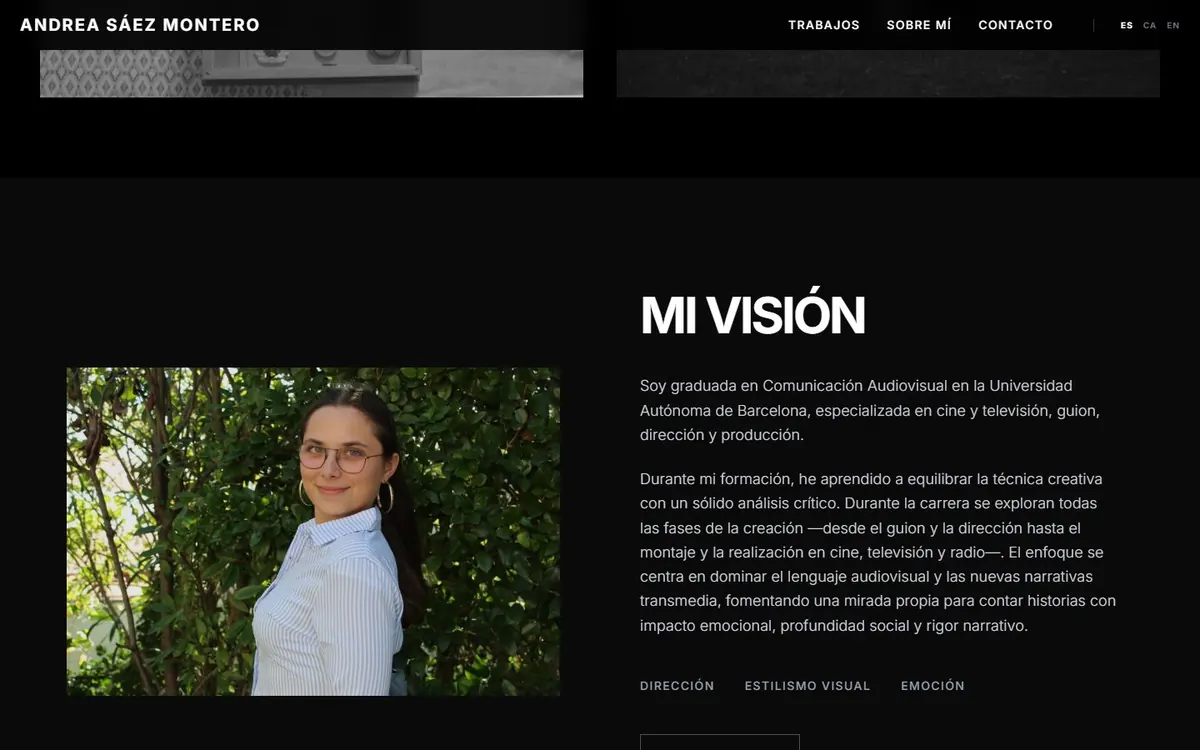 ANDREA SÁEZ MONTERO
TRABAJOS SOBRE MÍ CONTACTO ES CA EN
MI VISIÓN
Soy graduada en Comunicación Audiovisual en la Universidad
Autónoma de Barcelona, especializada en cine y televisión, guion,
dirección y producción.
Durante mi formación, he aprendido a equilibrar la técnica creativa
con un sólido análisis crítico. Durante la carrera se exploran todas
las fases de la creación —desde el guion y la dirección hasta el
montaje y la realización en cine, televisión y radio—. El enfoque se
centra en dominar el lenguaje audiovisual y las nuevas narrativas
transmedia, fomentando una mirada propia para contar historias con
impacto emocional, profundidad social y rigor narrativo.
DIRECCIÓN ESTILISMO VISUAL EMOCIÓN